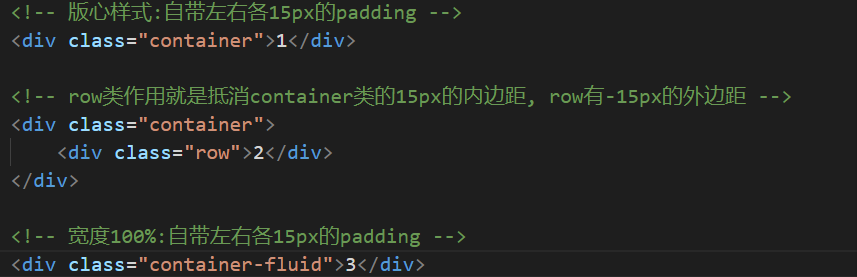 <!-- 版心样式:自带左右各15px的padding -->
<div class="container">1</div>
<!-- row类作用就是抵消container类的15px的内边距, row有-15px的外边距 -->
<div class="container">
<div class="row">2</div>
</div>
<!-- 宽度100%:自带左右各15px的padding -->
<div class="container-fluid">3</div>